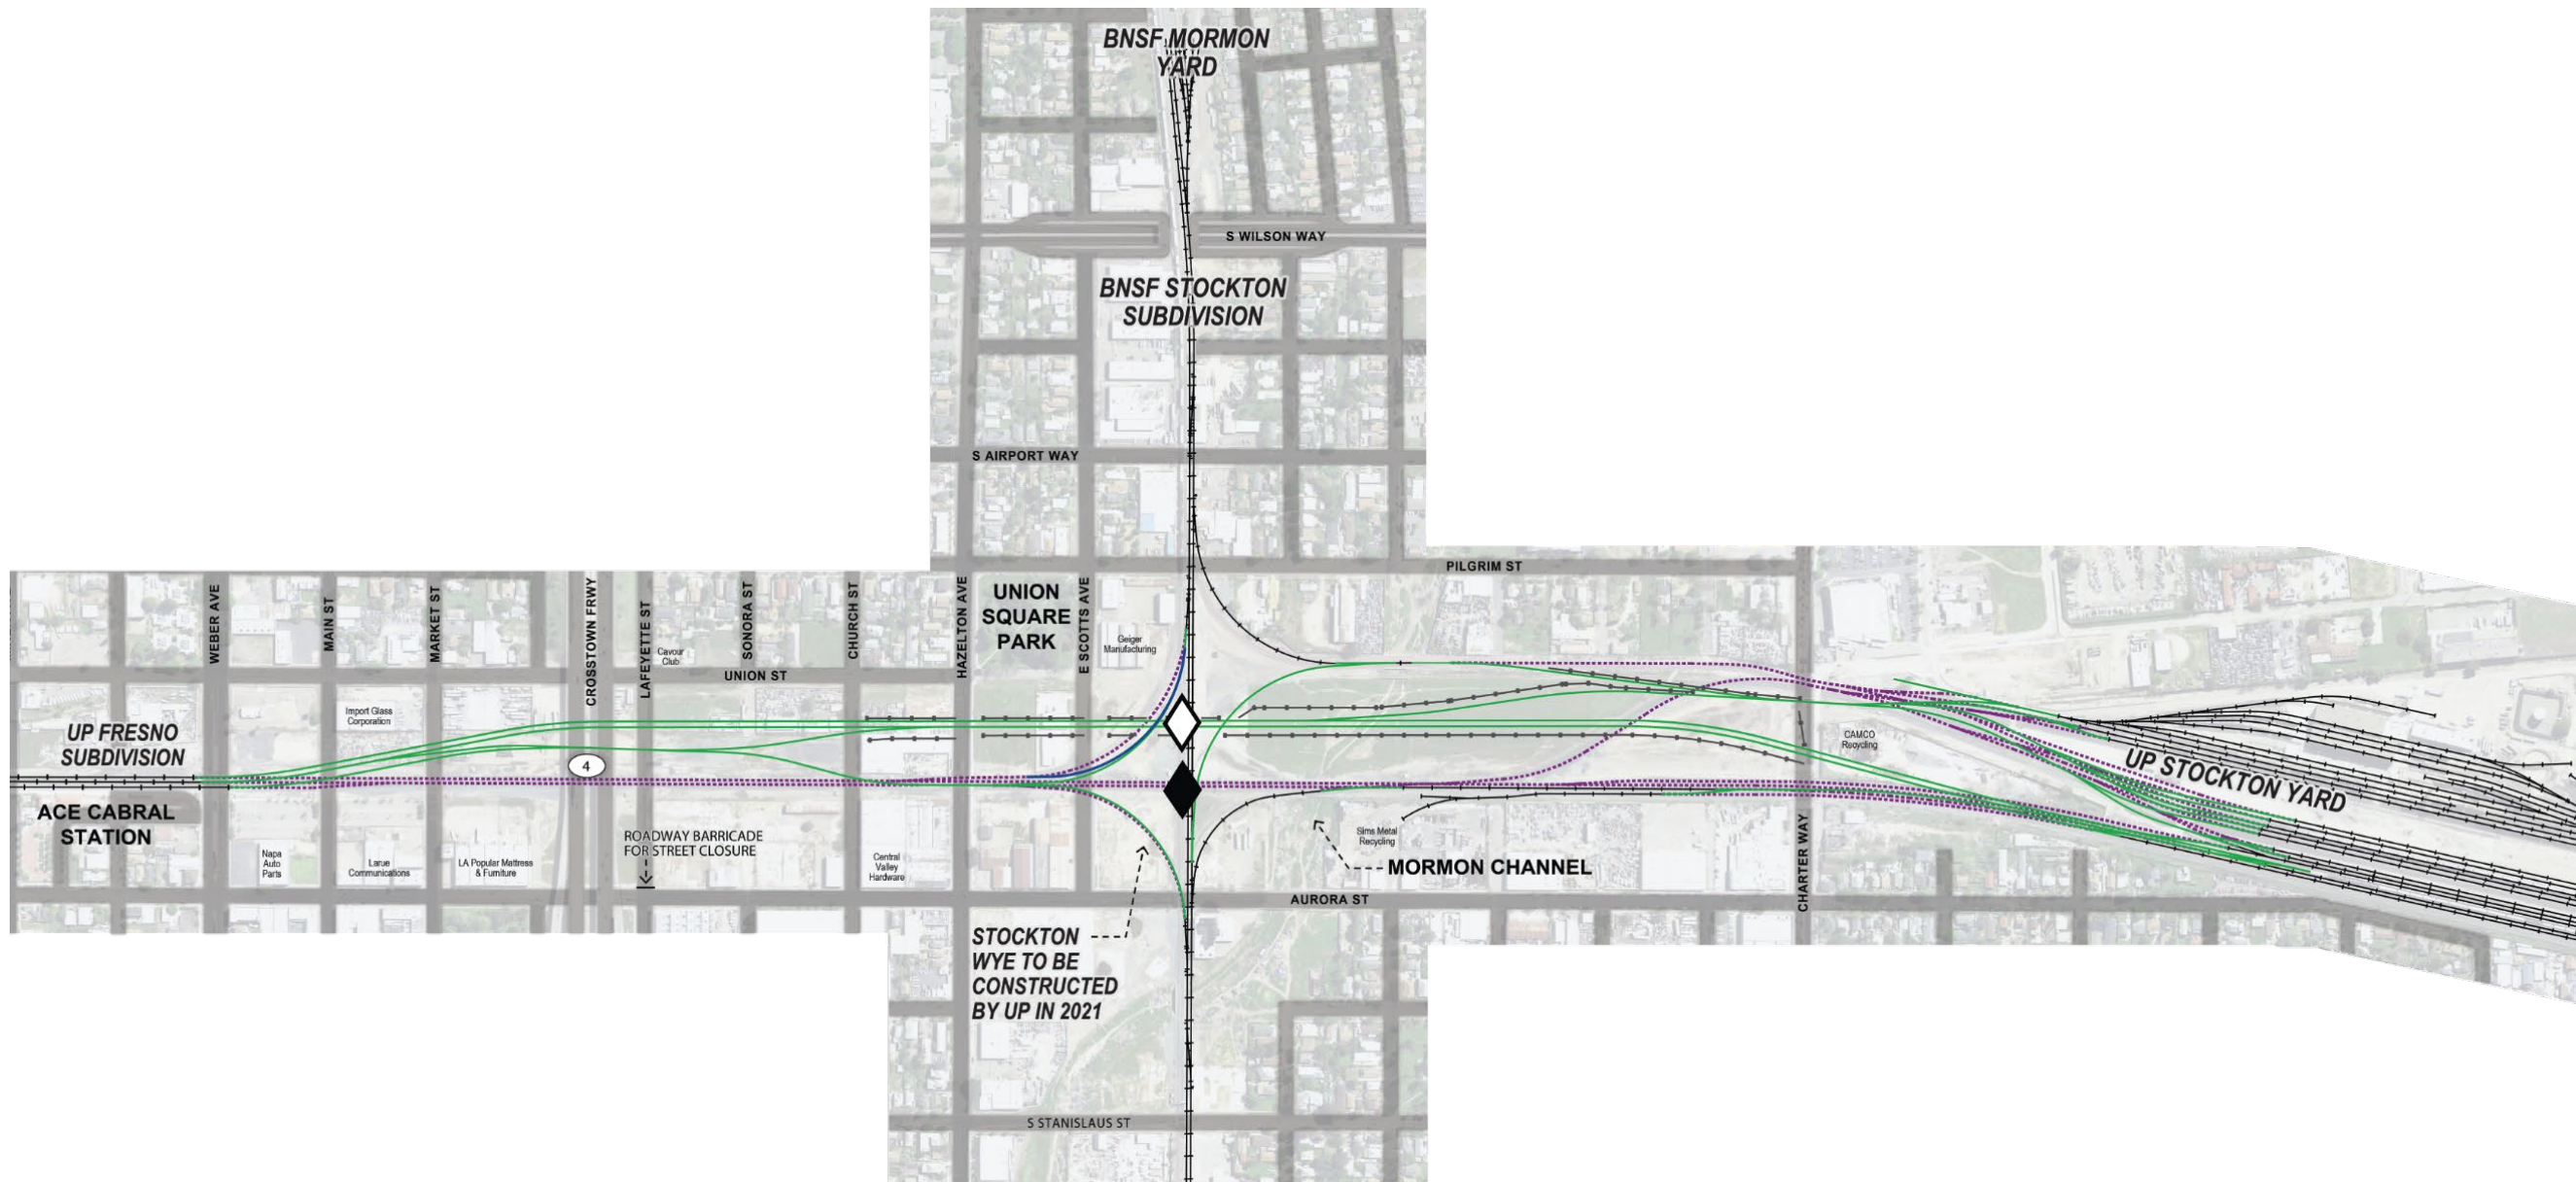 BNSF MORMON
YARD
S WILSON WAY
BNSF STOCKTON
SUBDIVISION
S AIRPORT WAY
PILGRIM ST
WEBER AVE
MAIN ST
MARKET ST
CROSSTOWN FRWY
LAFEYETTE ST
SONORA ST
CHURCH ST
HAZELTON AVE
UNION
SQUARE
PARK
E SCOTTS AVE
Geiger
Manufacturing
Cavour
Club
UNION ST
Import Glass
Corporation
UP FRESNO
SUBDIVISION
4
CAMCO
Recycling
UP STOCKTON YARD
ACE CABRAL
STATION
Napa
Auto
Parts
Larue
Communications
LA Popular Mattress
& Furniture
ROADWAY BARRICADE
FOR STREET CLOSURE
Central
Valley
Hardware
Sims Metal
Recycling
MORMON CHANNEL
CHARTER WAY
AURORA ST
STOCKTON
WYE TO BE
CONSTRUCTED
BY UP IN 2021
S STANISLAUS ST